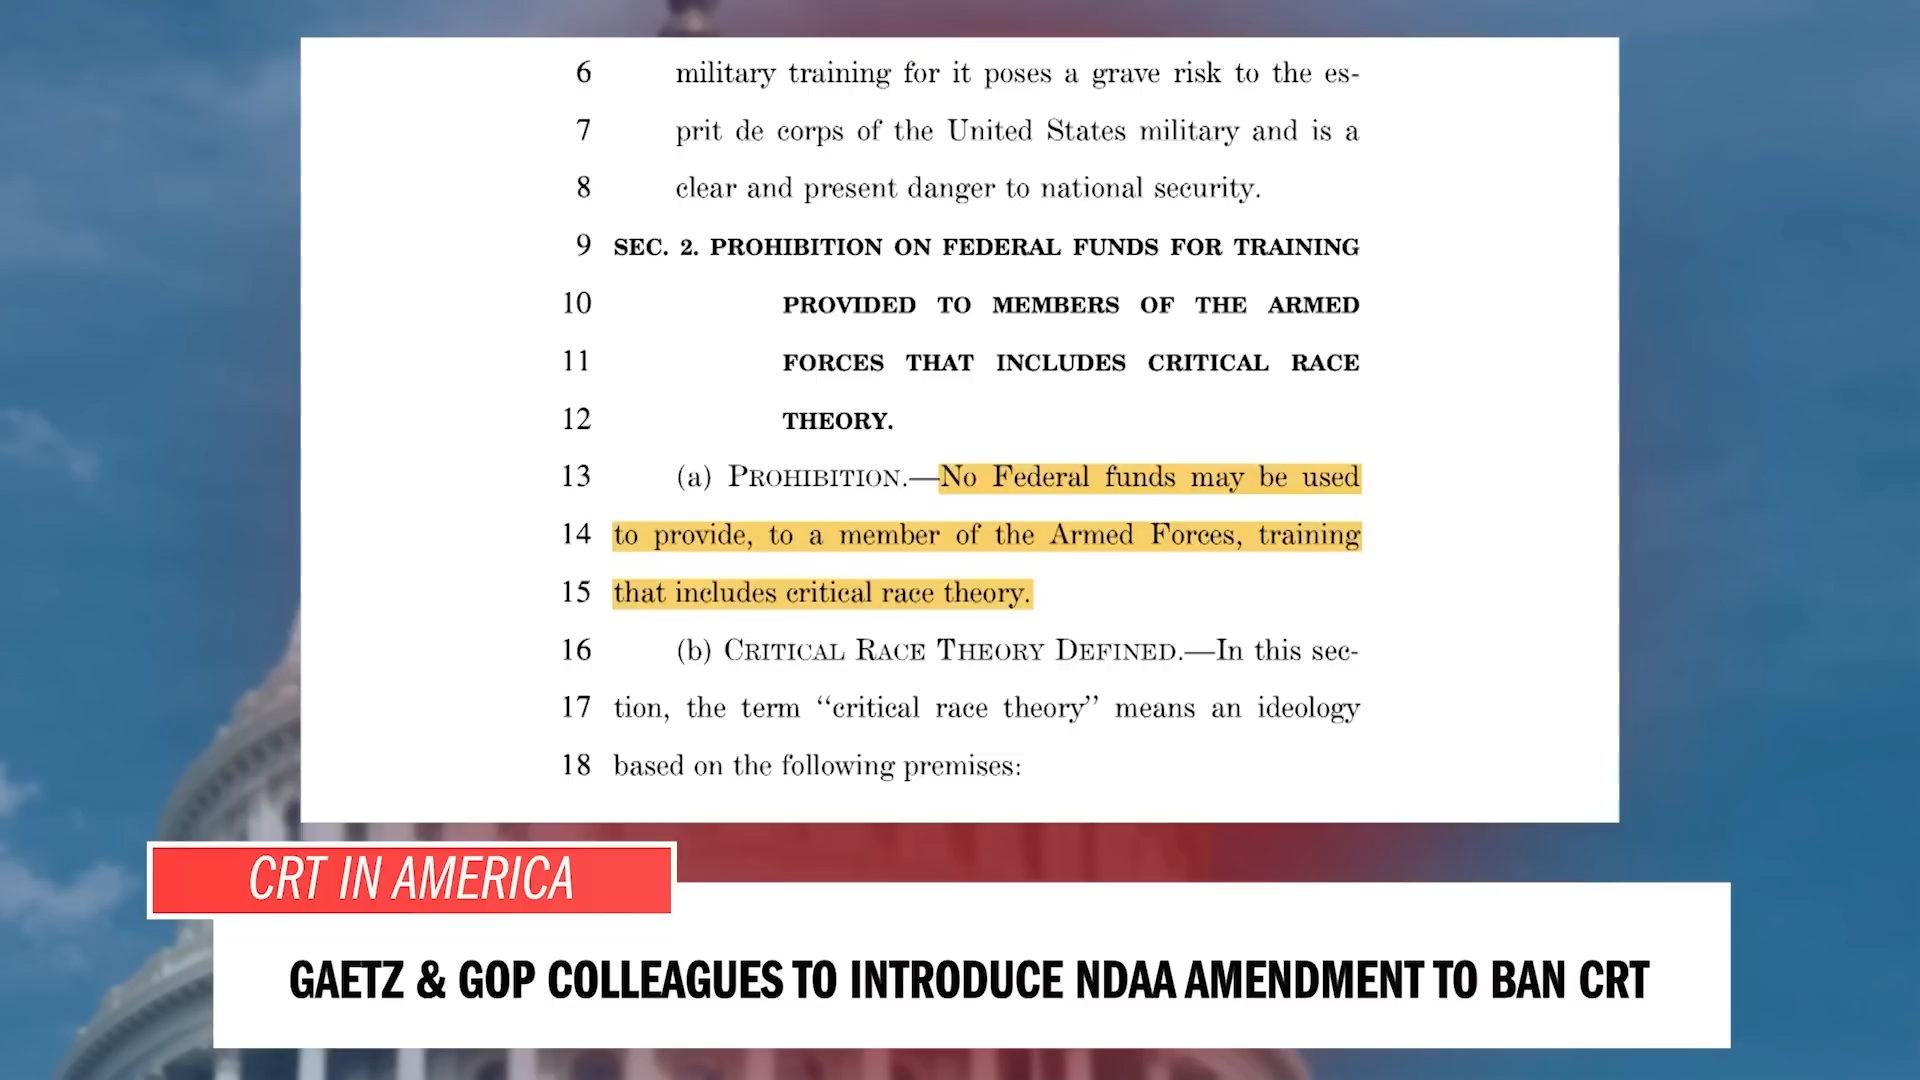 6 military training for it poses a grave risk to the es-
7 prit de corps of the United States military and is a
8 clear and present danger to national security.
9 SEC. 2. PROHIBITION ON FEDERAL FUNDS FOR TRAINING
10 PROVIDED TO MEMBERS OF THE ARMED
11 FORCES THAT INCLUDES CRITICAL RACE
12 THEORY.
13 (a) PROHIBITION.—No Federal funds may be used
14 to provide, to a member of the Armed Forces, training
15 that includes critical race theory.
16 (b) CRITICAL RACE THEORY DEFINED.—In this sec-
17 tion, the term “critical race theory” means an ideology
18 based on the following premises:
CRT IN AMERICA
GAETZ & GOP COLLEAGUES TO INTRODUCE NDAA AMENDMENT TO BAN CRT